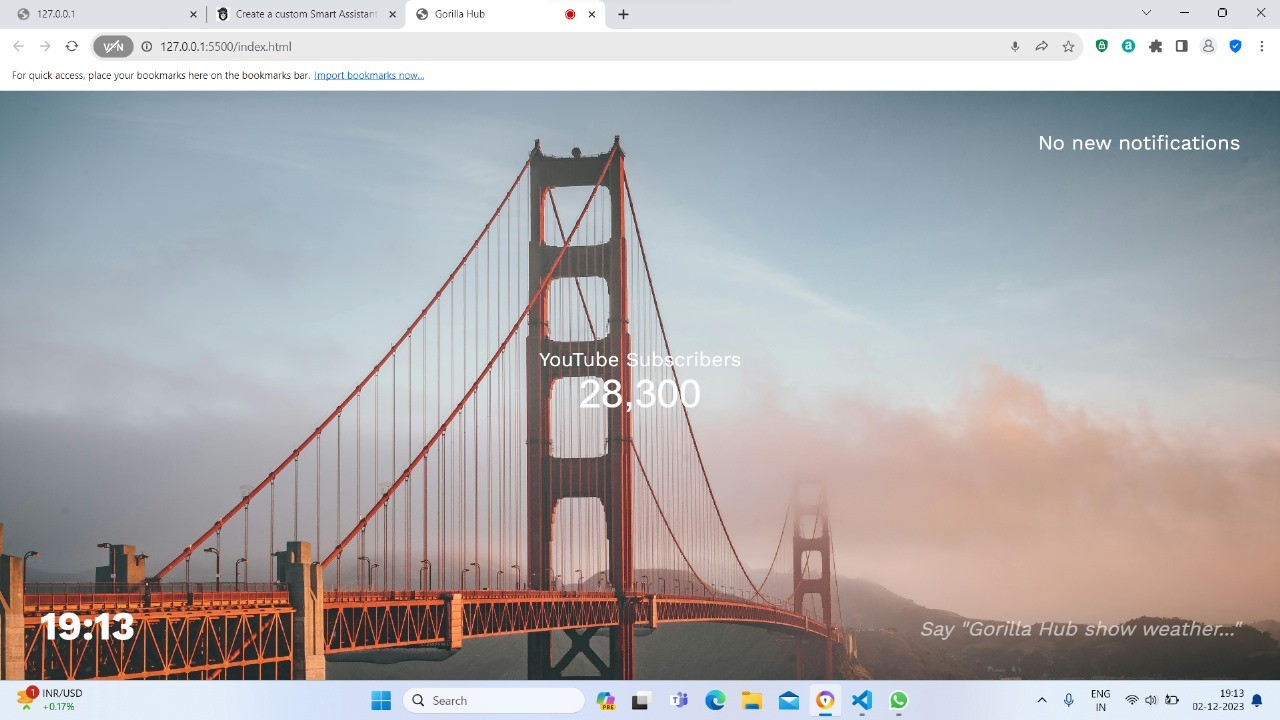 127.0.0.1
Create a custom Smart Assistant
Gorilla Hub
VPN
127.0.0.1:5500/index.html
a
For quick access, place your bookmarks here on the bookmarks bar. Import bookmarks now...
No new notifications
YouTube Subscribers
28,300
19:13
Say "Gorilla Hub show weather..."
1
INR/USD
+0.17%
Search
PRE
ENG
IN
19:13
02-12-2023